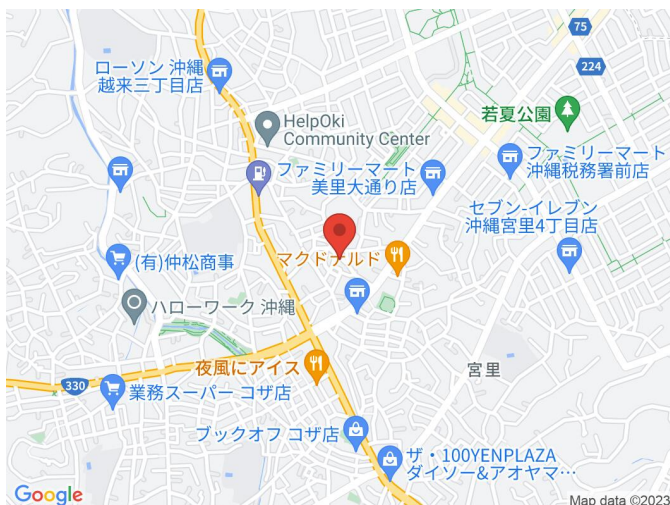 75
ローソン 沖縄
越来三丁目店
224
若夏公園
HelpOki
Community Center
ファミリーマート
美里大通り店
ファミリーマート
沖縄税務署前店
セブン-イレブン
沖縄宮里4丁目店
(有)仲松商事
マクドナルド
ハローワーク 沖縄
夜風にアイス
宮里
330
業務スーパー コザ店
ブックオフ コザ店
ザ・100YENPLAZA
ダイソー&アオヤマ…
Google
Map data ©2023